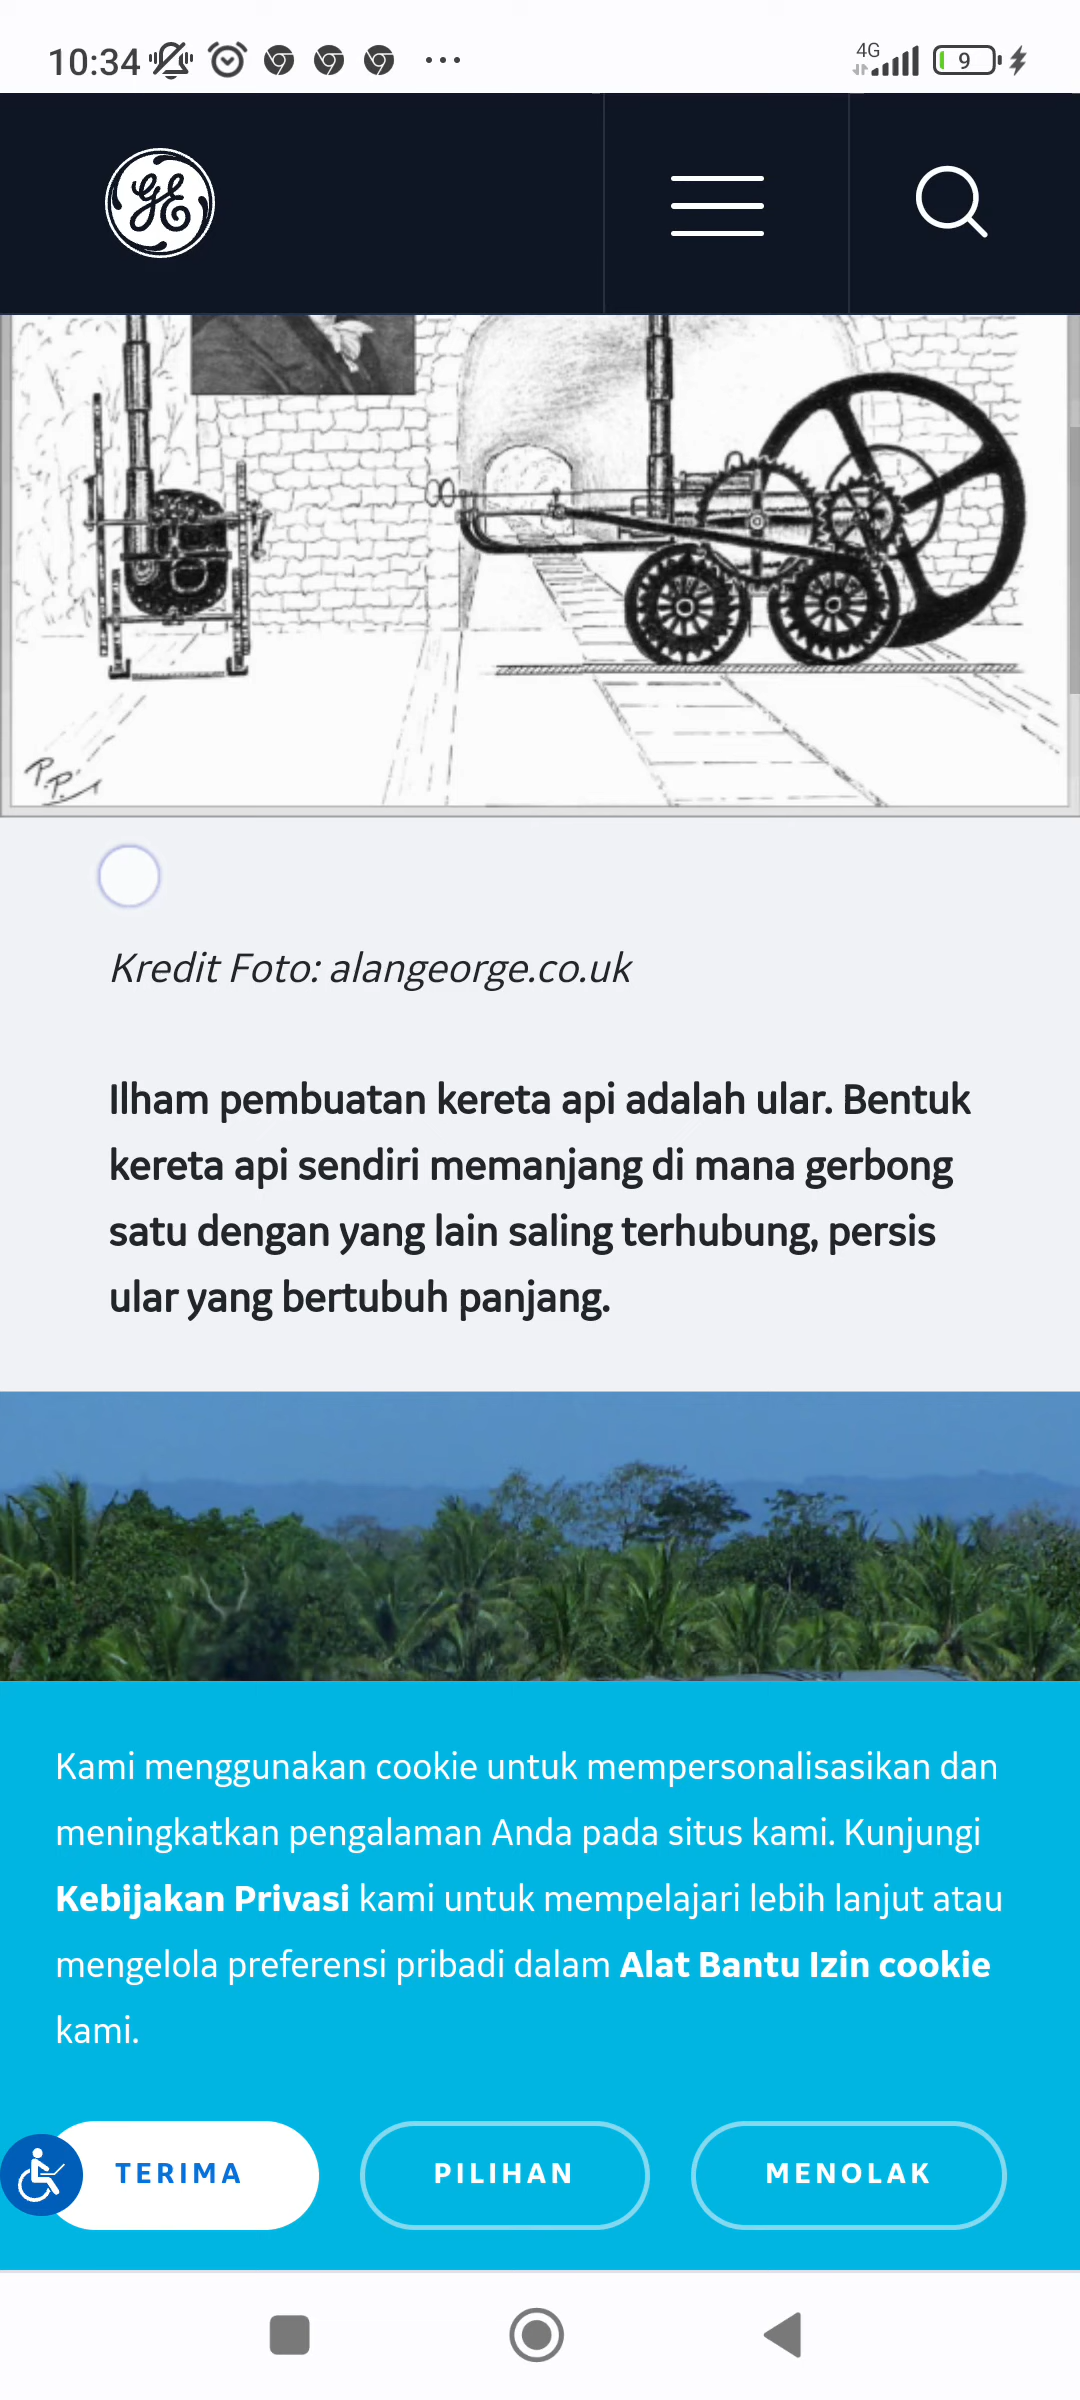 10:34
4G
9
GE
P.P.
Kredit Foto: alangeorge.co.uk
Ilham pembuatan kereta api adalah ular. Bentuk
kereta api sendiri memanjang di mana gerbong
satu dengan yang lain saling terhubung, persis
ular yang bertubuh panjang.
Kami menggunakan cookie untuk mempersonalisasikan dan
meningkatkan pengalaman Anda pada situs kami. Kunjungi
Kebijakan Privasi kami untuk mempelajari lebih lanjut atau
mengelola preferensi pribadi dalam Alat Bantu Izin cookie
kami.
TERIMA
PILIHAN
MENOLAK